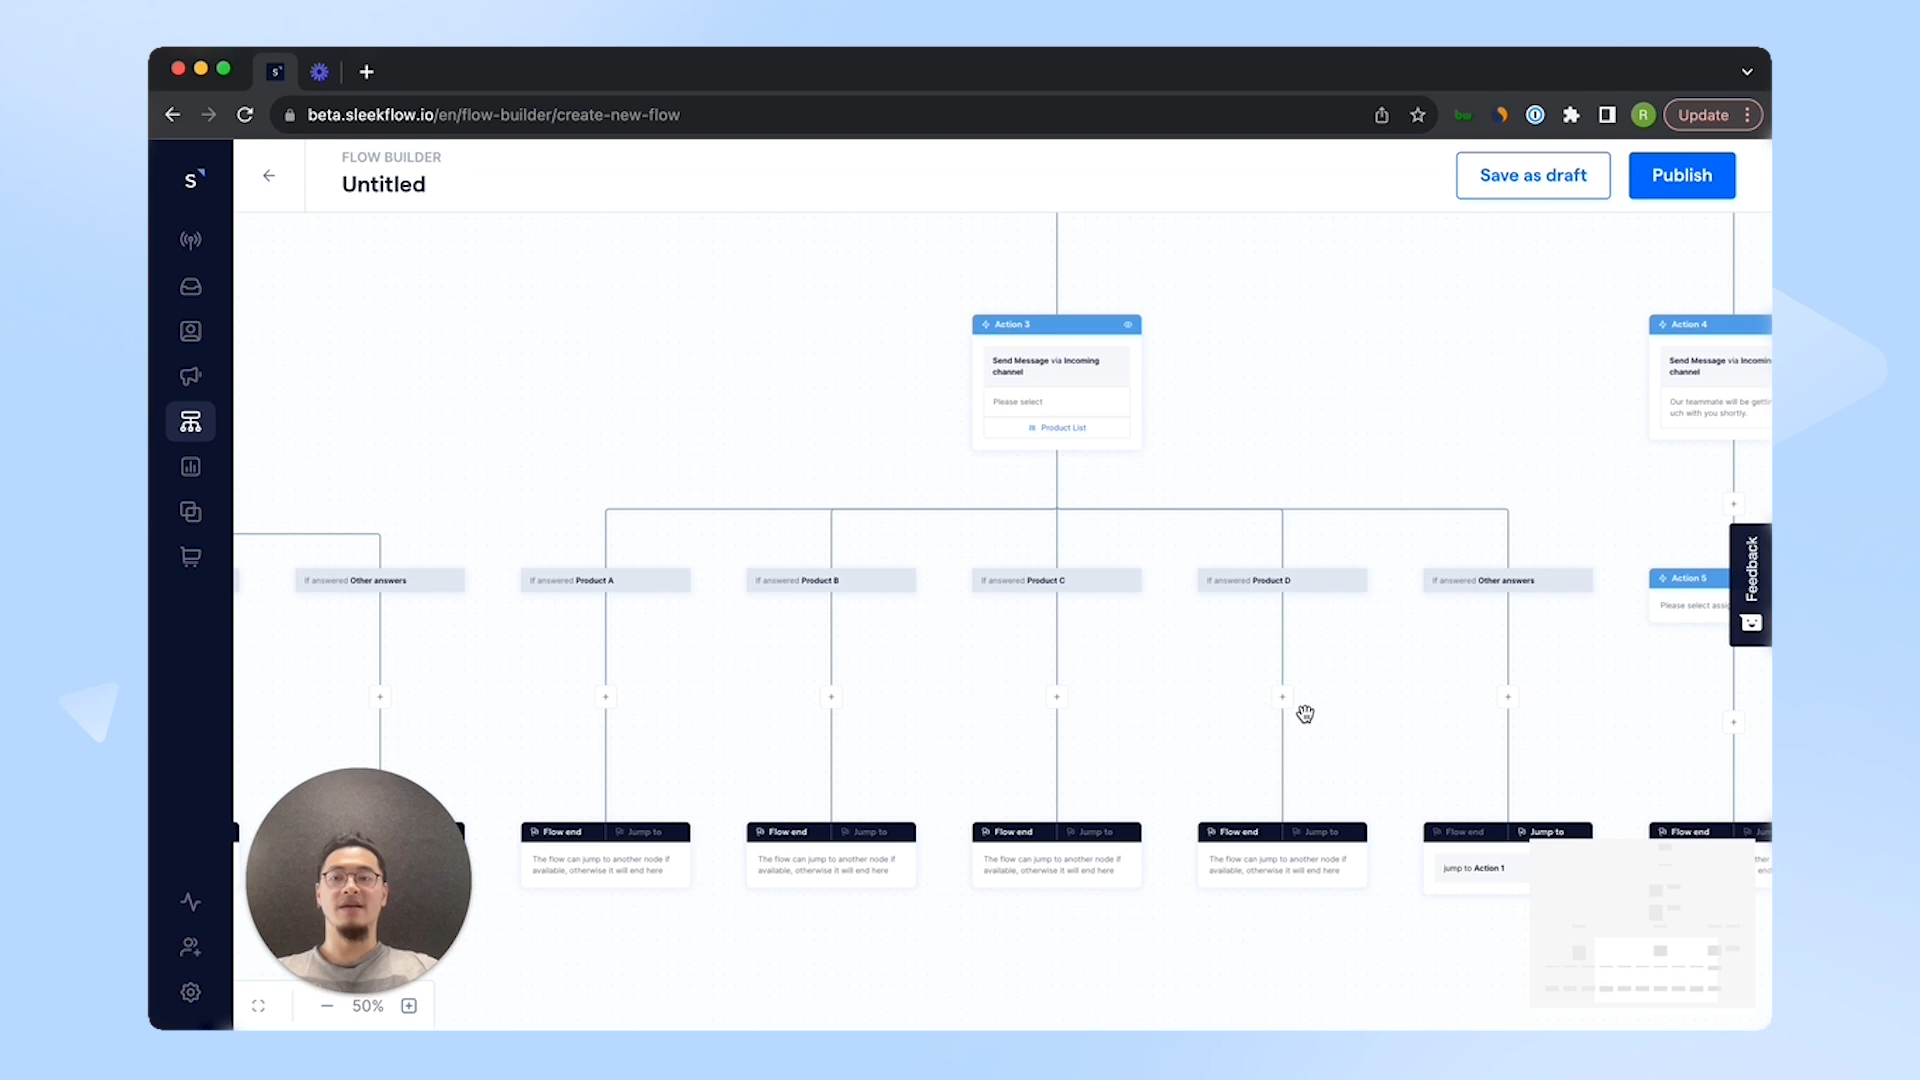 beta.sleekflow.io/en/flow-builder/create-new-flow
R
Update
S
FLOW BUILDER
Untitled
Save as draft
Publish
Action 3
Send Message via Incoming
channel
Please select
Product List
Action 4
Send Message via Incomin
channel
Our teammate will be gettin
uch with you shortly.
If answered Other answers
If answered Product A
If answered Product B
If answered Product C
If answered Product D
If answered Other answers
Action 5
Please select assig
Feedback
Flow end
Jump to
The flow can jump to another node if
available, otherwise it will end here
Flow end
Jump to
The flow can jump to another node if
available, otherwise it will end here
Flow end
Jump to
The flow can jump to another node if
available, otherwise it will end here
Flow end
Jump to
The flow can jump to another node if
available, otherwise it will end here
Flow end
Jump to
jump to Action 1
Flow end
50%